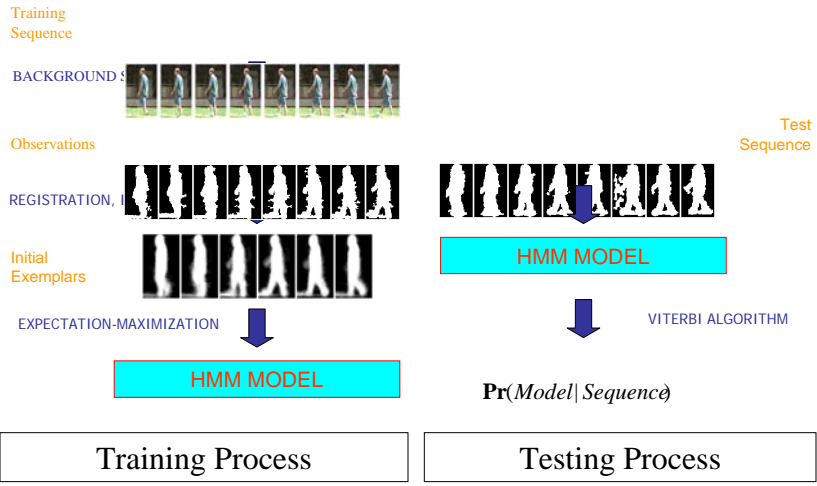 Training
Sequence
BACKGROUND
Observations
REGISTRATION,
Initial
Exemplars
EXPECTATION-MAXIMIZATION
HMM MODEL
Training Process
Test
Sequence
HMM MODEL
VITERBI ALGORITHM
Pr(Model| Sequence)
Testing Process